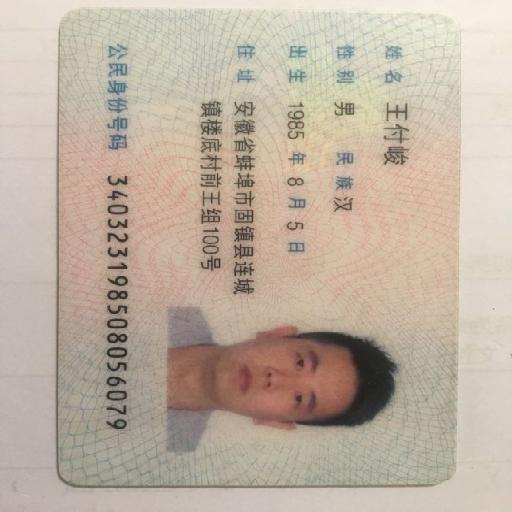 姓名 王付峻
性别 男 民族 汉
出生 1985 年 8 月 5 日
住址 安徽省蚌埠市固镇县连城
镇楼底村前王组100号
公民身份号码 340323198508056079